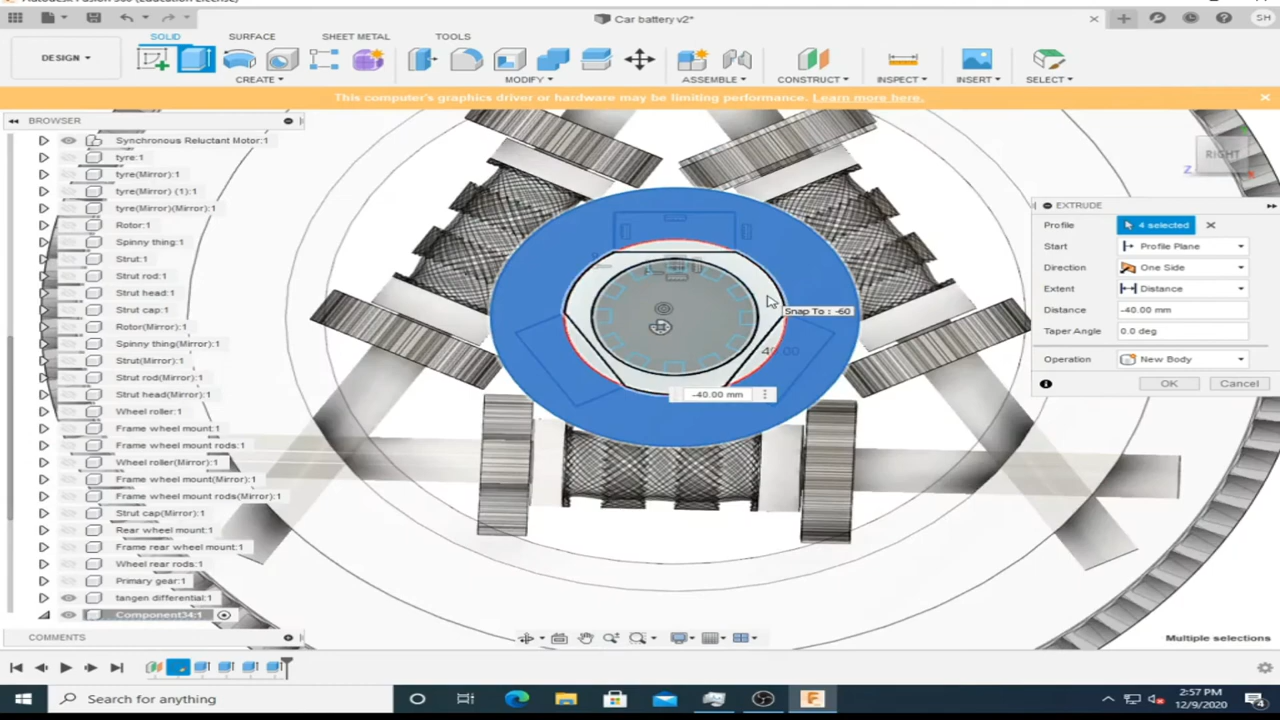 Autodesk Fusion 360 (Education License)
Car battery v2*
SH
DESIGN
SOLID SURFACE SHEET METAL TOOLS
CREATE MODIFY ASSEMBLE CONSTRUCT INSPECT INSERT SELECT
This computer's graphics driver or hardware may be limiting performance. Learn more here.
BROWSER
Synchronous Reluctant Motor:1
tyre:1
tyre(Mirror):1
tyre(Mirror) (1):1
tyre(Mirror)(Mirror):1
Rotor:1
Spinny thing:1
Strut:1
Strut rod:1
Strut head:1
Strut cap:1
Rotor(Mirror):1
Spinny thing(Mirror):1
Strut(Mirror):1
Strut rod(Mirror):1
Strut head(Mirror):1
Wheel roller:1
Frame wheel mount:1
Frame wheel mount rods:1
Wheel roller(Mirror):1
Frame wheel mount(Mirror):1
Frame wheel mount rods(Mirror):1
Strut cap(Mirror):1
Rear wheel mount:1
Frame rear wheel mount:1
Wheel rear rods:1
Primary gear:1
tangen differential:1
Component34:1
COMMENTS
Snap To : -60
-40.00 mm
RIGHT
Z
EXTRUDE
Profile 4 selected
Start Profile Plane
Direction One Side
Extent Distance
Distance -40.00 mm
Taper Angle 0.0 deg
Operation New Body
OK Cancel
Multiple selections
Search for anything
2:57 PM
12/9/2020
4